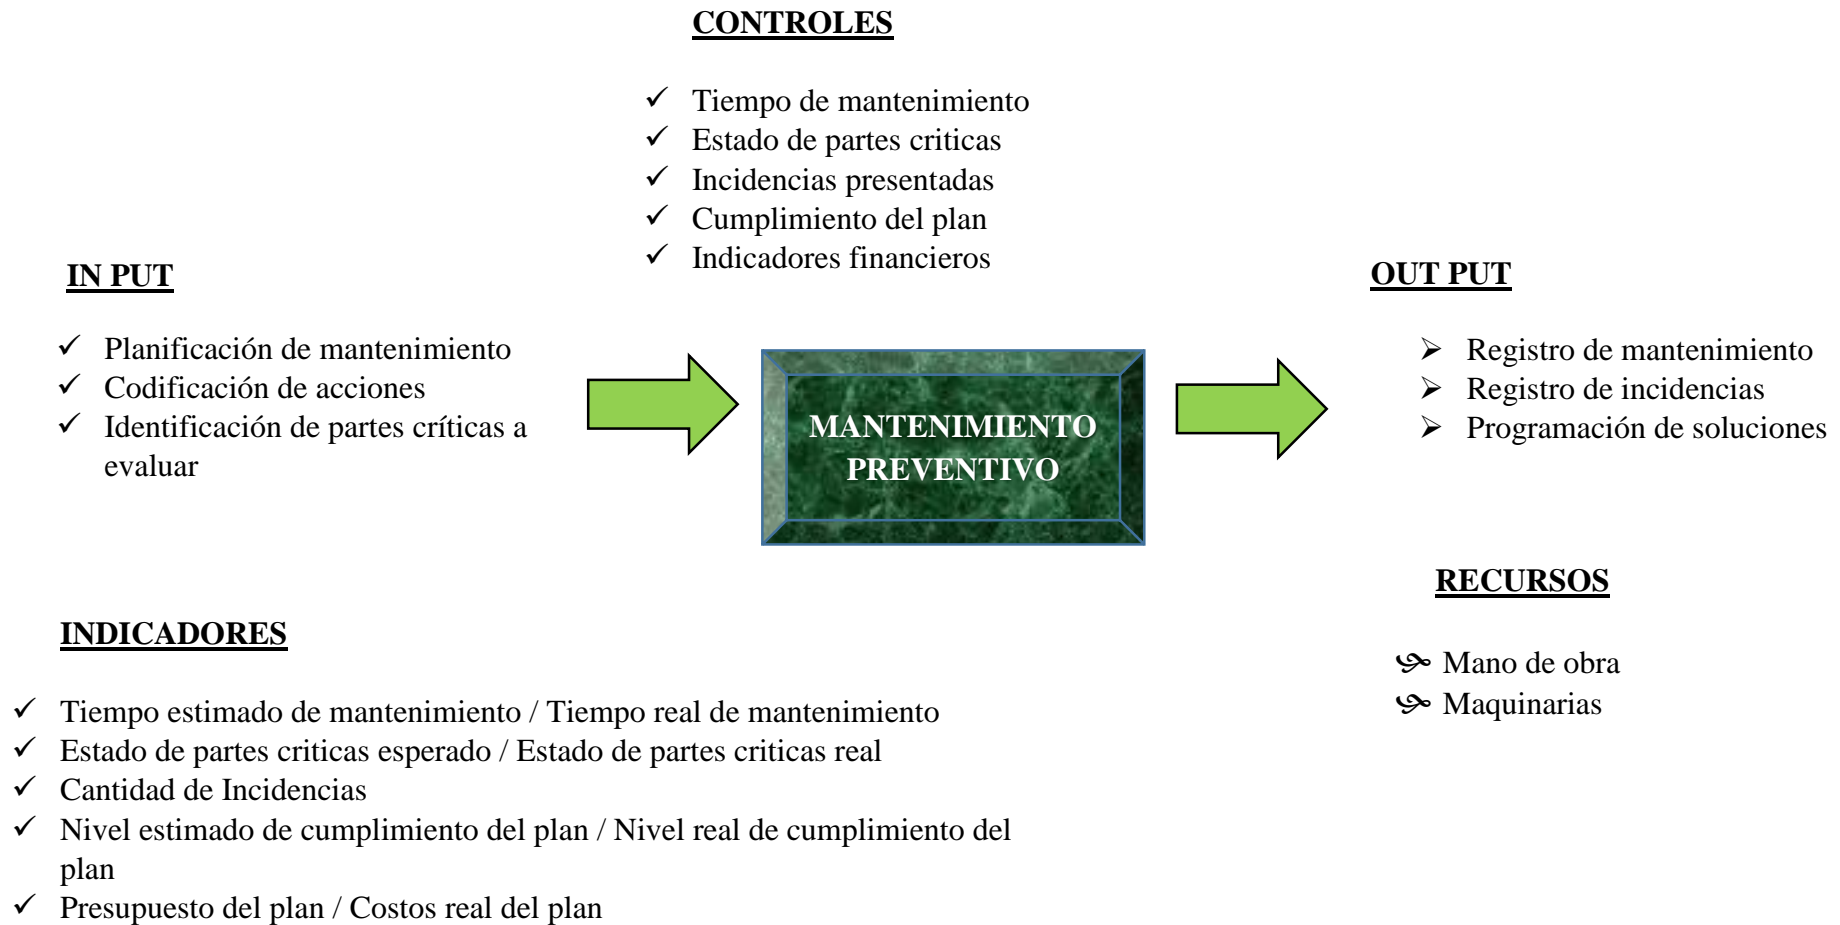 CONTROLES
✓ Tiempo de mantenimiento
✓ Estado de partes criticas
✓ Incidencias presentadas
✓ Cumplimiento del plan
✓ Indicadores financieros
IN PUT
✓ Planificación de mantenimiento
✓ Codificación de acciones
✓ Identificación de partes críticas a
evaluar
MANTENIMIENTO
PREVENTIVO
OUT PUT
➢ Registro de mantenimiento
➢ Registro de incidencias
➢ Programación de soluciones
RECURSOS
Mano de obra
Maquinarias
INDICADORES
✓ Tiempo estimado de mantenimiento / Tiempo real de mantenimiento
✓ Estado de partes criticas esperado / Estado de partes criticas real
✓ Cantidad de Incidencias
✓ Nivel estimado de cumplimiento del plan / Nivel real de cumplimiento del
plan
✓ Presupuesto del plan / Costos real del plan